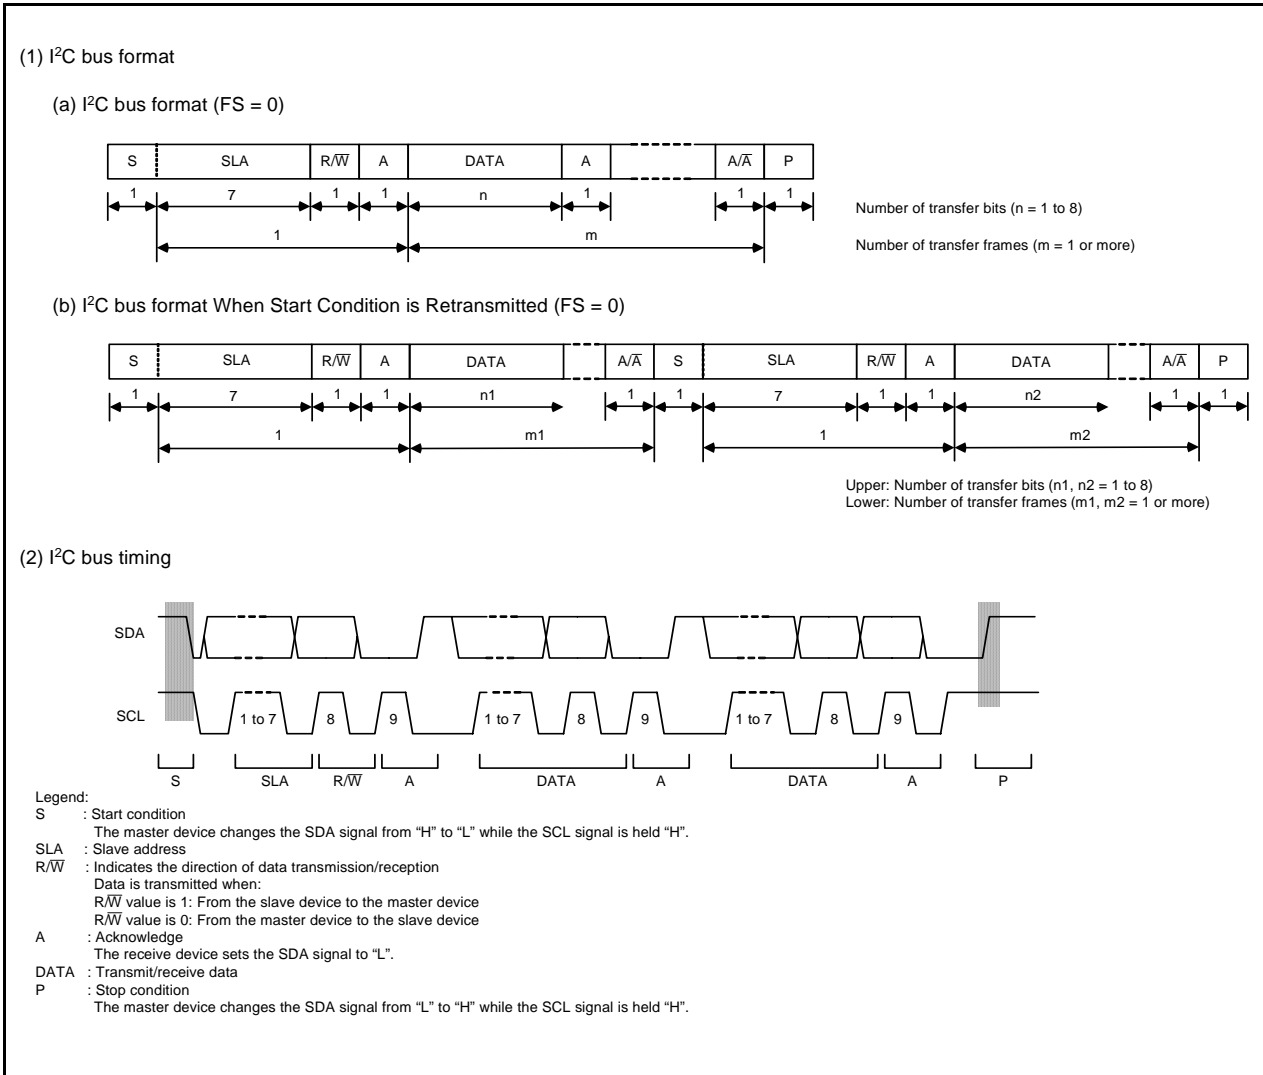 (1) I²C bus format
(a) I²C bus format (FS = 0)
S SLA R/W̅ A DATA A A/A̅ P
1 7 1 1 n 1 1 1
Number of transfer bits (n = 1 to 8)
1 m
Number of transfer frames (m = 1 or more)
(b) I²C bus format When Start Condition is Retransmitted (FS = 0)
S SLA R/W̅ A DATA A/A̅ S SLA R/W̅ A DATA A/A̅ P
1 7 1 1 n1 1 1 7 1 1 n2 1 1
1 m1 1 m2
Upper: Number of transfer bits (n1, n2 = 1 to 8)
Lower: Number of transfer frames (m1, m2 = 1 or more)
(2) I²C bus timing
SDA
SCL 1 to 7 8 9 1 to 7 8 9 1 to 7 8 9
S SLA R/W̅ A DATA A DATA A P
Legend:
S : Start condition
The master device changes the SDA signal from “H” to “L” while the SCL signal is held “H”.
SLA : Slave address
R/W̅ : Indicates the direction of data transmission/reception
Data is transmitted when:
R/W̅ value is 1: From the slave device to the master device
R/W̅ value is 0: From the master device to the slave device
A : Acknowledge
The receive device sets the SDA signal to “L”.
DATA : Transmit/receive data
P : Stop condition
The master device changes the SDA signal from “L” to “H” while the SCL signal is held “H”.